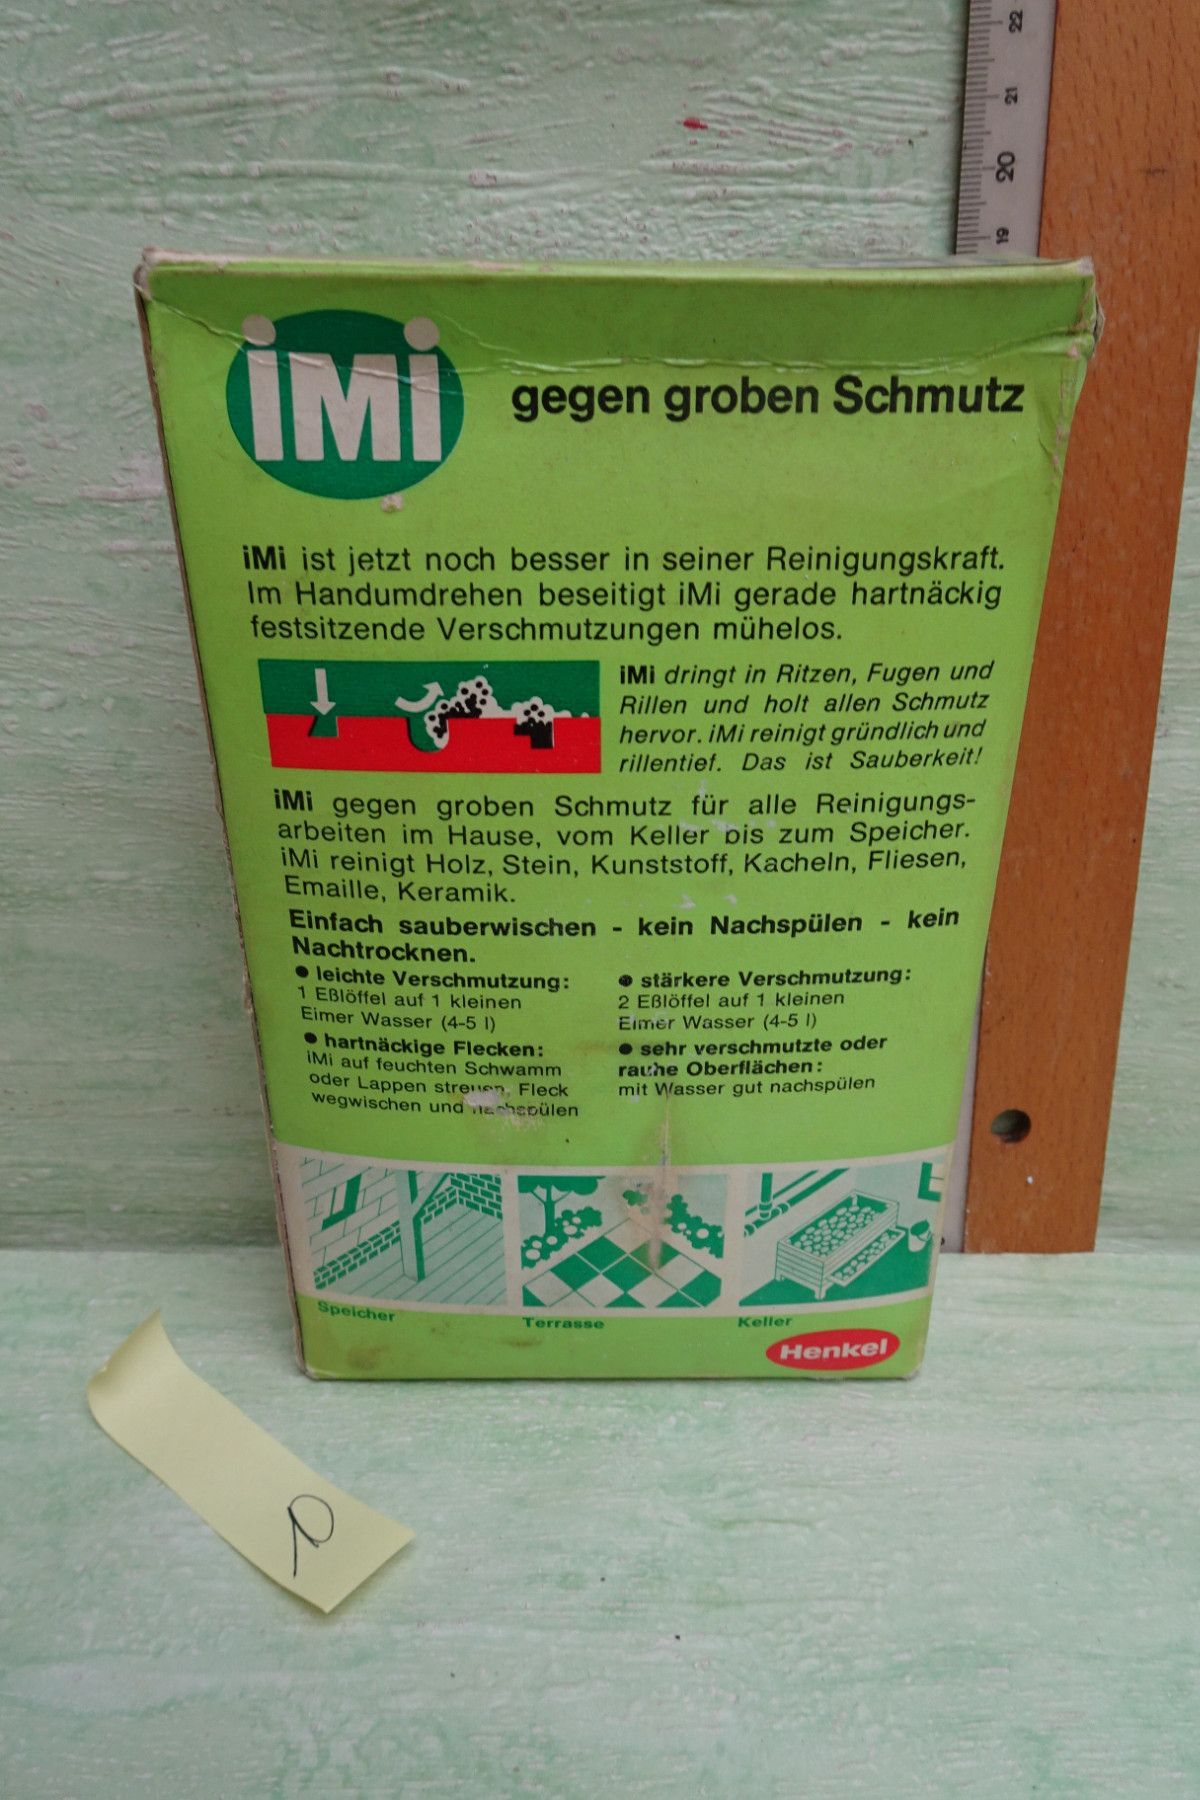 22
21
20
19
iMi
gegen groben Schmutz
iMi ist jetzt noch besser in seiner Reinigungskraft.
Im Handumdrehen beseitigt iMi gerade hartnäckig
festsitzende Verschmutzungen mühelos.
iMi dringt in Ritzen, Fugen und
Rillen und holt allen Schmutz
hervor. iMi reinigt gründlich und
rillentief. Das ist Sauberkeit!
iMi gegen groben Schmutz für alle Reinigungs-
arbeiten im Hause, vom Keller bis zum Speicher.
iMi reinigt Holz, Stein, Kunststoff, Kacheln, Fliesen,
Emaille, Keramik.
Einfach sauberwischen - kein Nachspülen - kein
Nachtrocknen.
● leichte Verschmutzung:
1 Eßlöffel auf 1 kleinen
Eimer Wasser (4-5 l)
● hartnäckige Flecken:
iMi auf feuchten Schwamm
oder Lappen streuen, Fleck
wegwischen und nachspülen
● stärkere Verschmutzung:
2 Eßlöffel auf 1 kleinen
Eimer Wasser (4-5 l)
● sehr verschmutzte oder
rauhe Oberflächen:
mit Wasser gut nachspülen
Speicher
Terrasse
Keller
Henkel